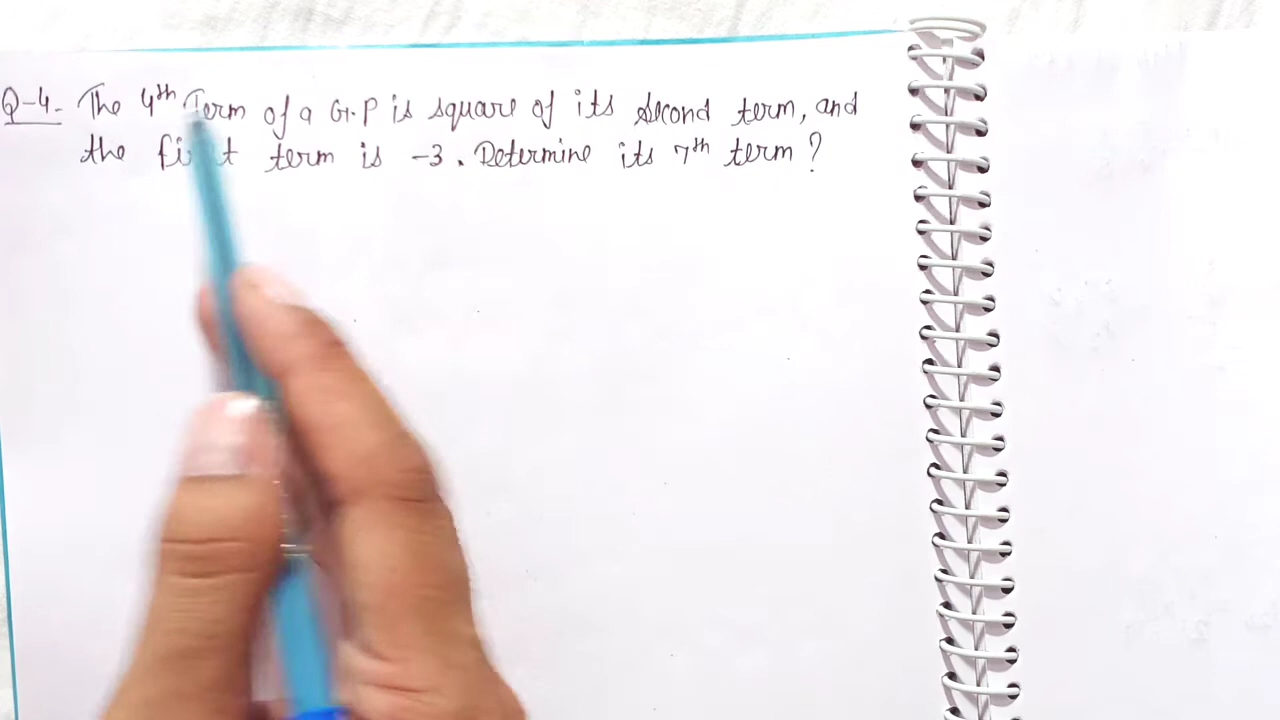 Q-4. The 4th Term of a G.P is square of its second term, and
the first term is -3. Determine its 7th term?